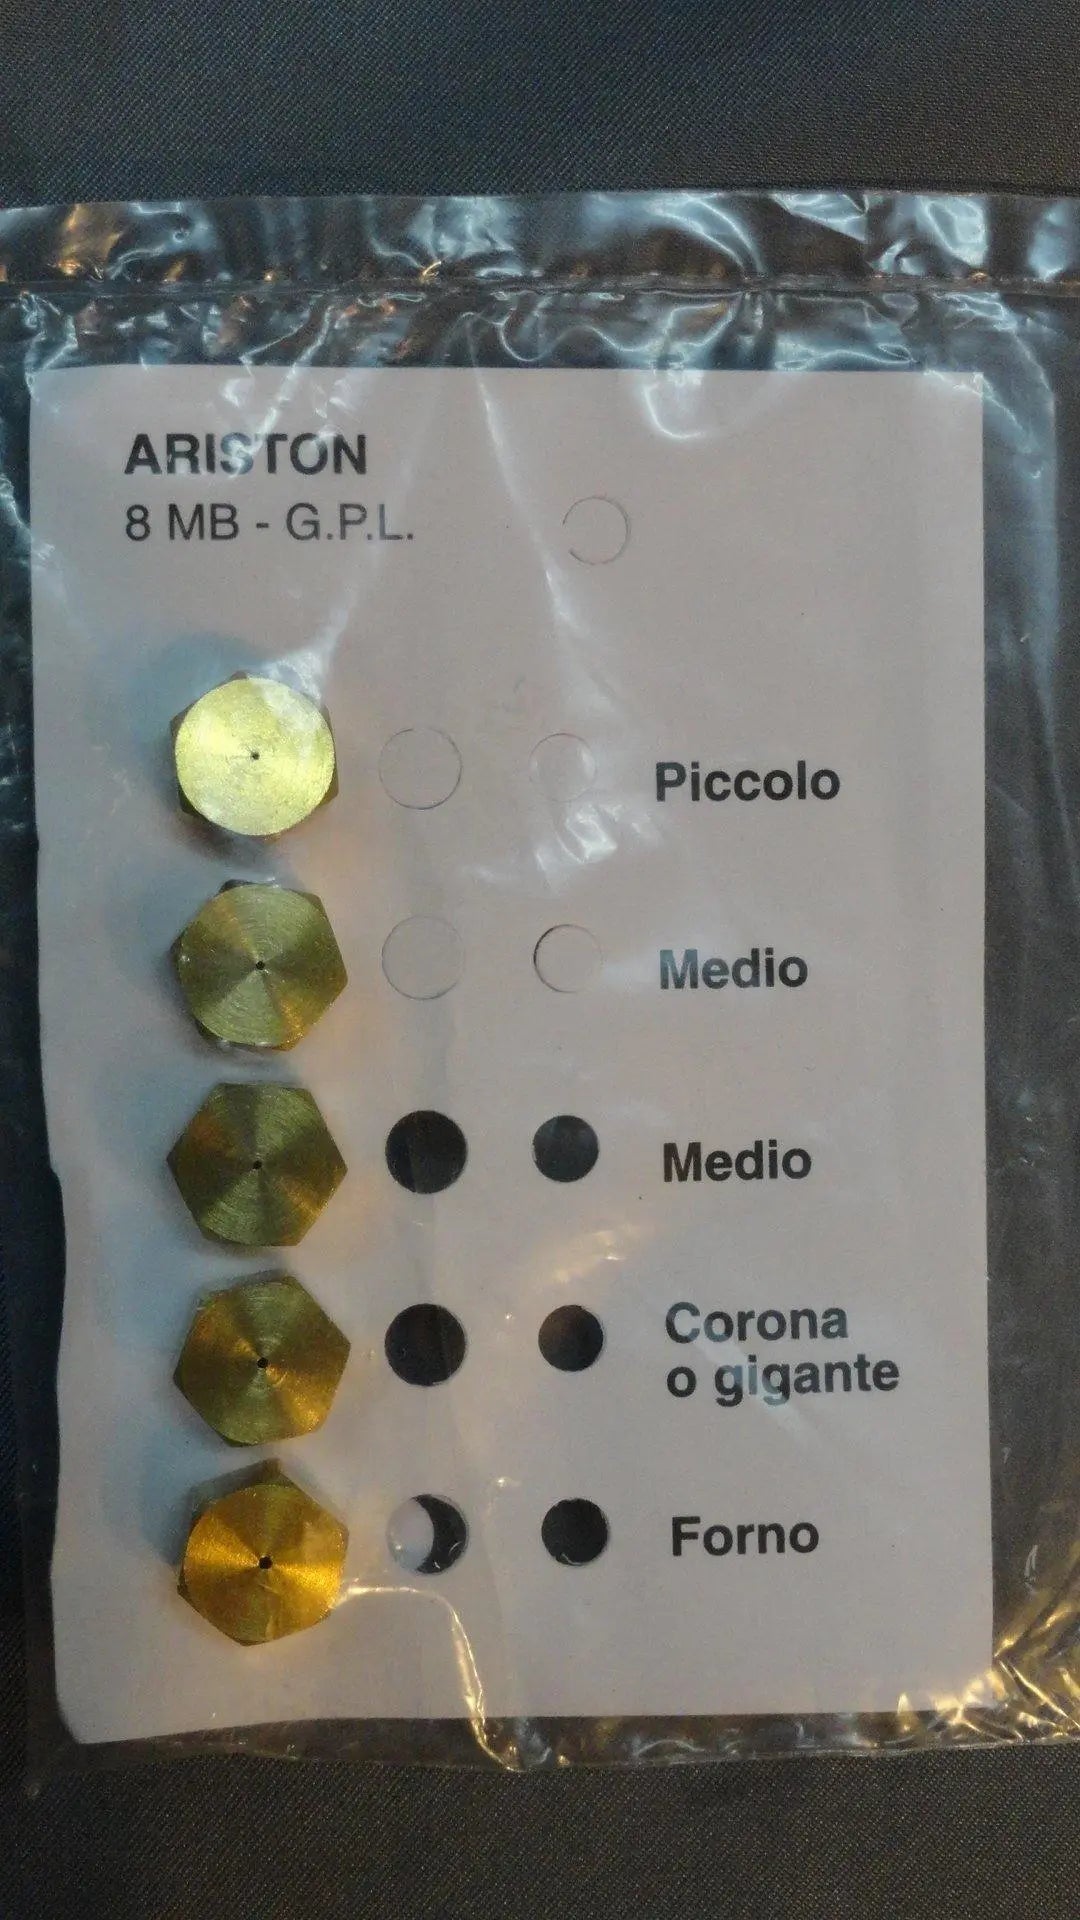 ARISTON
8 MB - G.P.L.
Piccolo
Medio
Medio
Corona
o gigante
Forno